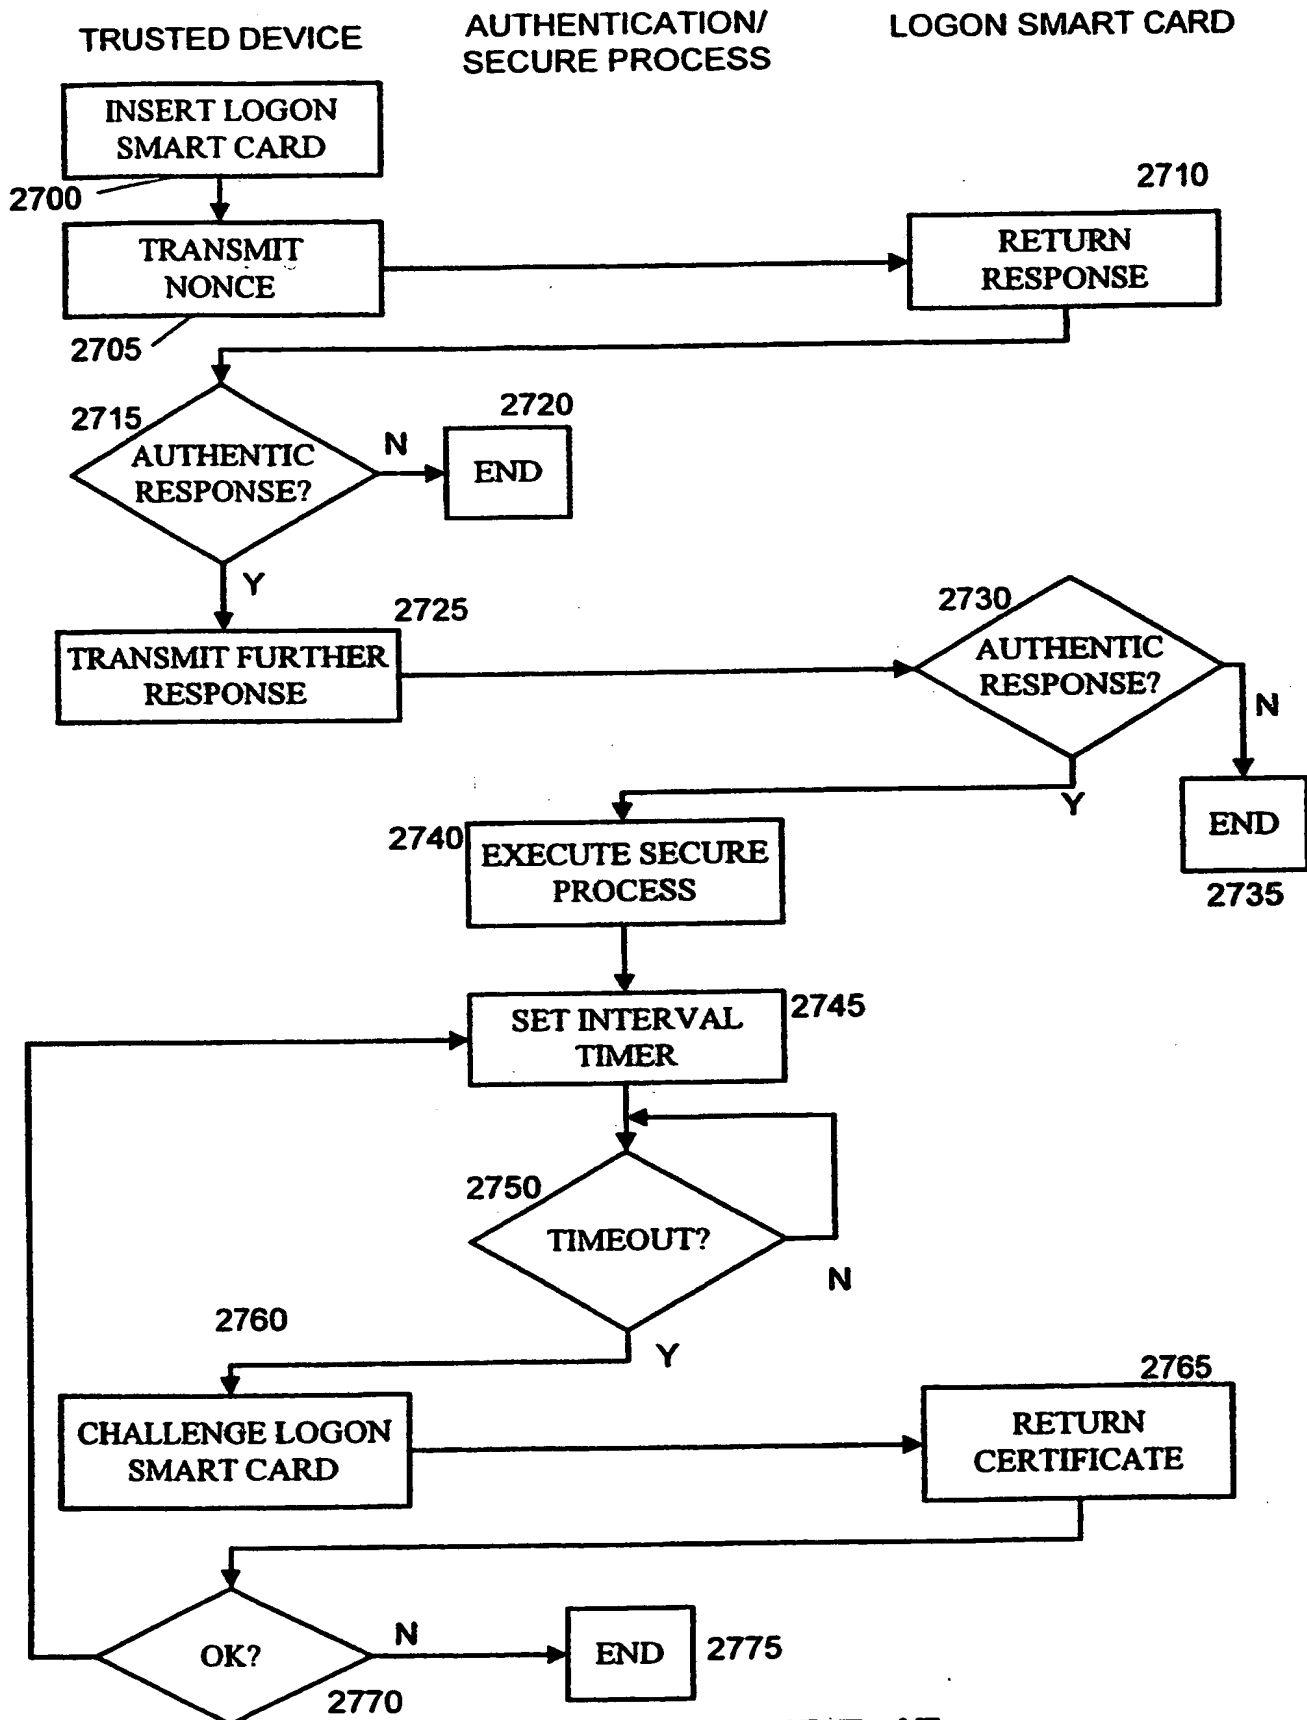 TRUSTED DEVICE
AUTHENTICATION/
SECURE PROCESS
LOGON SMART CARD
INSERT LOGON
SMART CARD
2700
TRANSMIT
NONCE
2705
2710
RETURN
RESPONSE
2715
AUTHENTIC
RESPONSE?
N
2720
END
Y
2725
TRANSMIT FURTHER
RESPONSE
2730
AUTHENTIC
RESPONSE?
N
END
2735
Y
2740
EXECUTE SECURE
PROCESS
SET INTERVAL
TIMER
2745
2750
TIMEOUT?
N
Y
2760
CHALLENGE LOGON
SMART CARD
2765
RETURN
CERTIFICATE
OK?
2770
N
END
2775